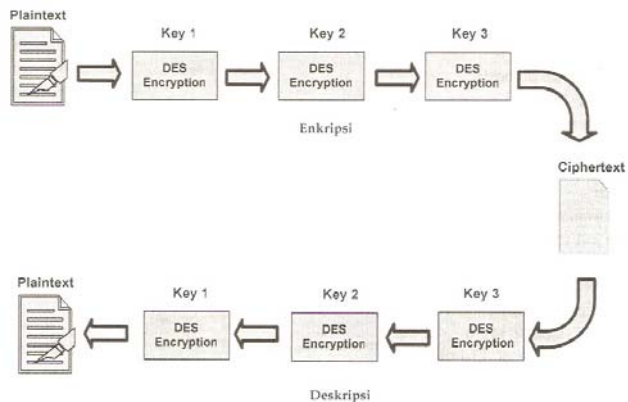 Plaintext
Key 1
Key 2
Key 3
DES
Encryption
DES
Encryption
DES
Encryption
Enkripsi
Ciphertext
Plaintext
Key 1
Key 2
Key 3
DES
Encryption
DES
Encryption
DES
Encryption
Deskripsi